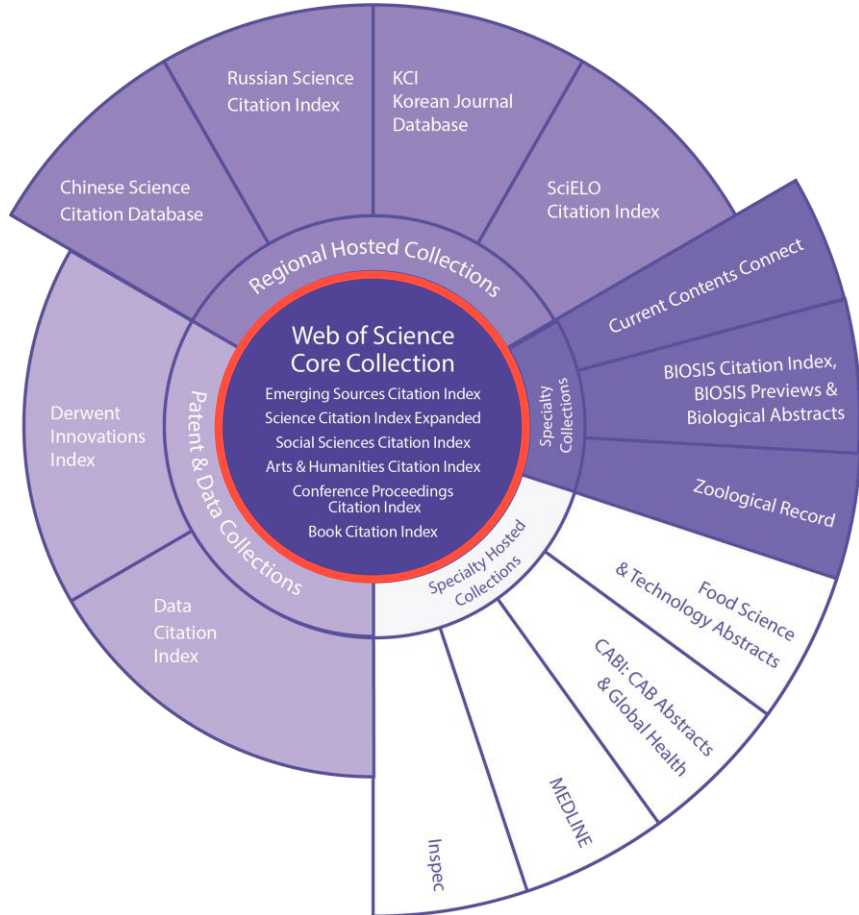 Russian Science
Citation Index
KCI
Korean Journal
Database
Chinese Science
Citation Database
SciELO
Citation Index
Regional Hosted Collections
Current Contents Connect
BIOSIS Citation Index,
BIOSIS Previews &
Biological Abstracts
Zoological Record
Specialty
Collections
Web of Science
Core Collection
Emerging Sources Citation Index
Science Citation Index Expanded
Social Sciences Citation Index
Arts & Humanities Citation Index
Conference Proceedings
Citation Index
Book Citation Index
Derwent
Innovations
Index
Patent & Data Collections
Data
Citation
Index
Specialty Hosted
Collections
Food Science
& Technology Abstracts
CABI: CAB Abstracts
& Global Health
MEDLINE
Inspec